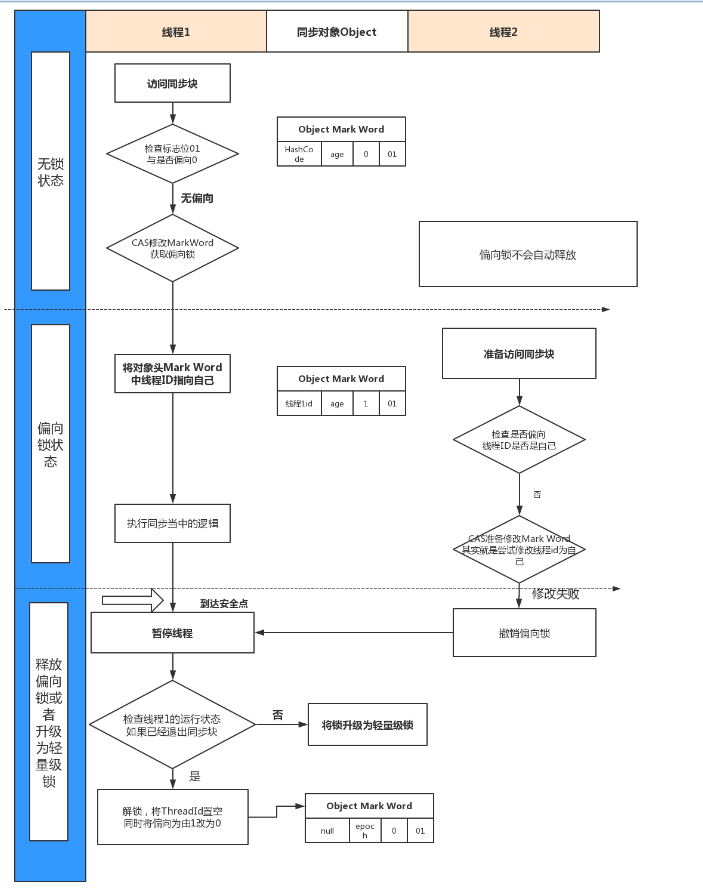 线程1
同步对象Object
线程2
无锁
状态
访问同步块
检查标志位01
与是否偏向0
Object Mark Word
HashCo
de
age
0
01
无偏向
CAS修改MarkWord
获取偏向锁
偏向锁不会自动释放
偏向
锁状
态
将对象头Mark Word
中线程ID指向自己
Object Mark Word
线程1id
age
1
01
准备访问同步块
检查是否偏向
线程ID是否是自己
否
执行同步当中的逻辑
CAS准备修改Mark Word
其实就是尝试修改线程id为自
己
修改失败
到达安全点
释放
偏向
锁或
者
升级
为轻
量级
锁
暂停线程
撤销偏向锁
检查线程1的运行状态
如果已经退出同步块
否
将锁升级为轻量级锁
是
解锁，将ThreadId置空
同时将偏向为由1改为0
Object Mark Word
null
epoc
h
0
01